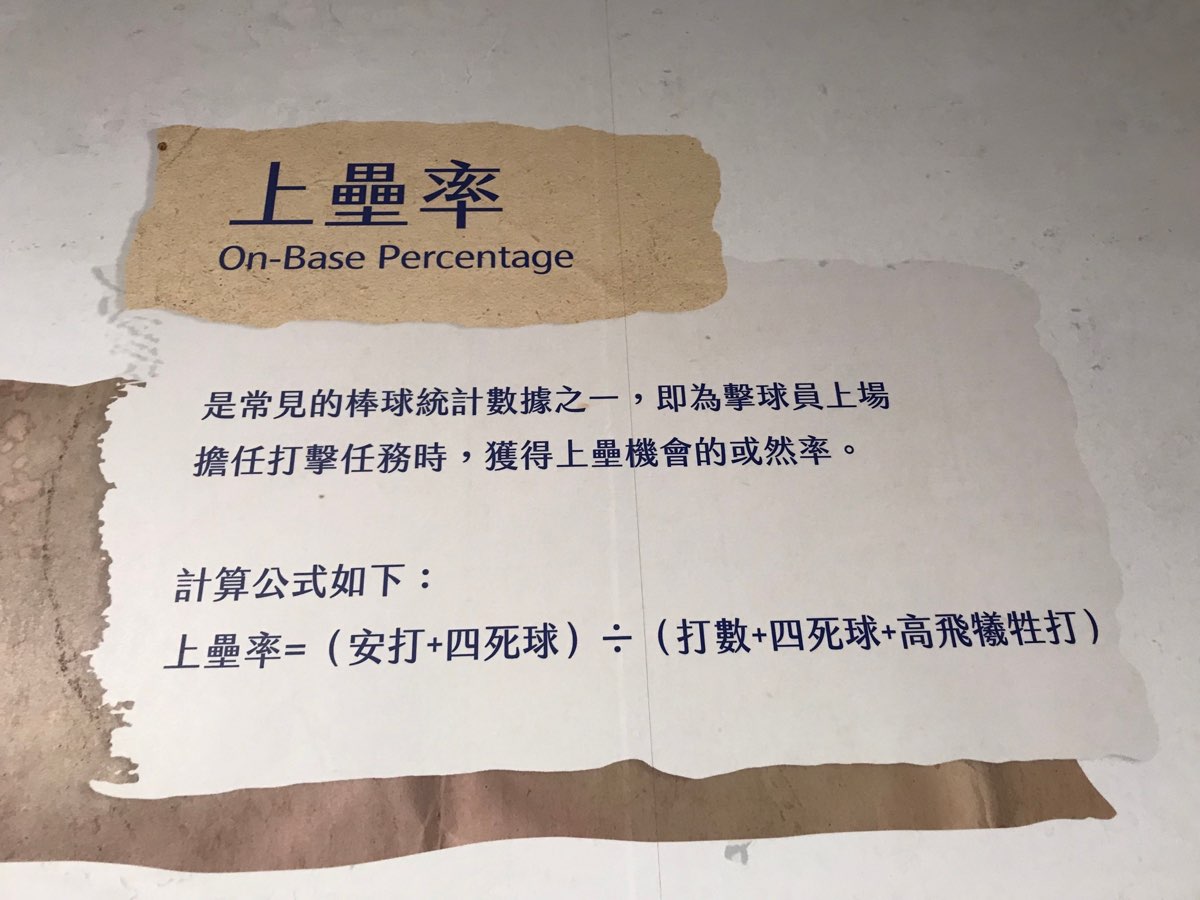 上壘率
On-Base Percentage
是常見的棒球統計數據之一，即為擊球員上場
擔任打擊任務時，獲得上壘機會的或然率。
計算公式如下：
上壘率=（安打+四死球）÷（打數+四死球+高飛犧牲打）